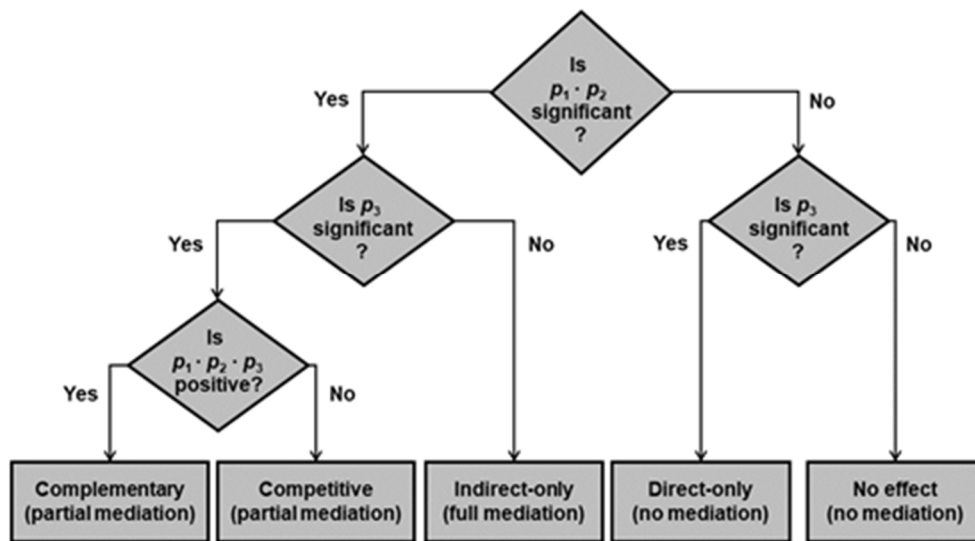 Is
p₁ · p₂
significant
?
Yes
No
Is p₃
significant
?
Is p₃
significant
?
Yes
No
Yes
No
Is
p₁ · p₂ · p₃
positive?
Yes
No
Complementary
(partial mediation)
Competitive
(partial mediation)
Indirect-only
(full mediation)
Direct-only
(no mediation)
No effect
(no mediation)